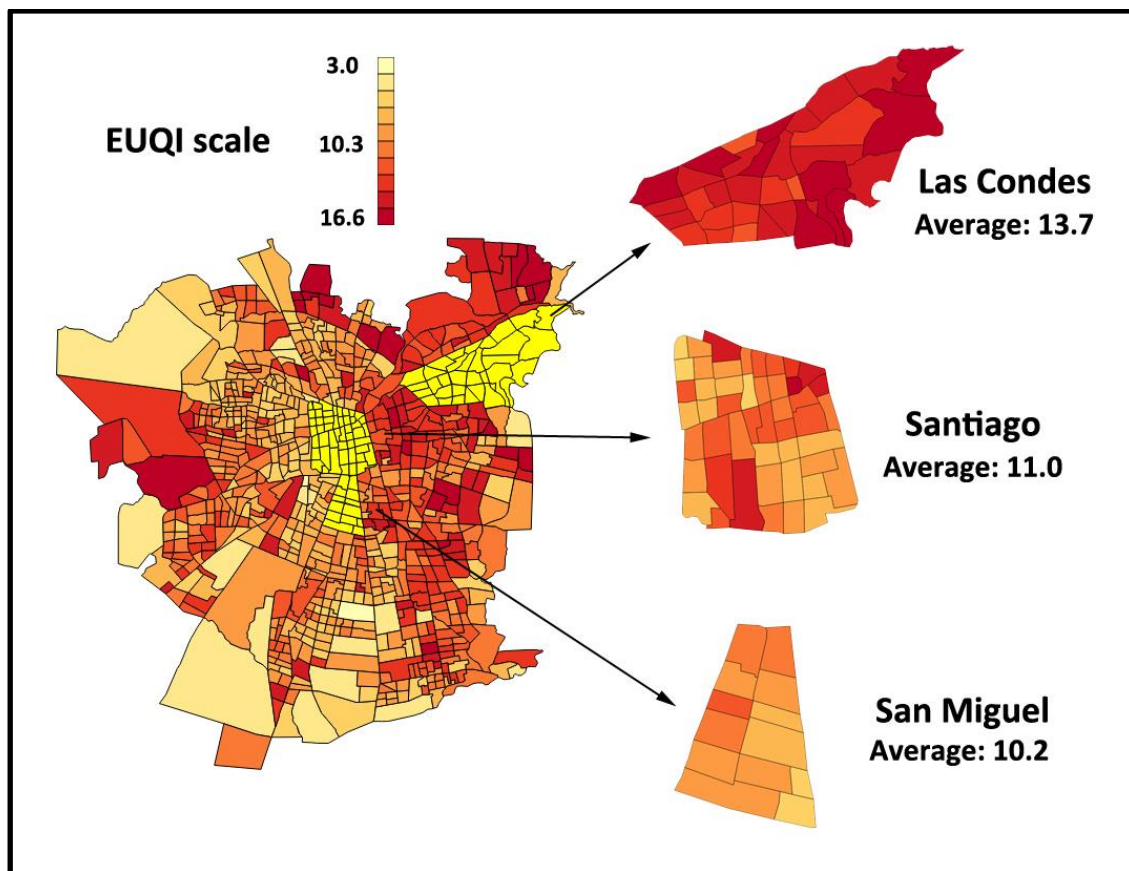 EUQI scale
3.0
10.3
16.6
Las Condes
Average: 13.7
Santiago
Average: 11.0
San Miguel
Average: 10.2